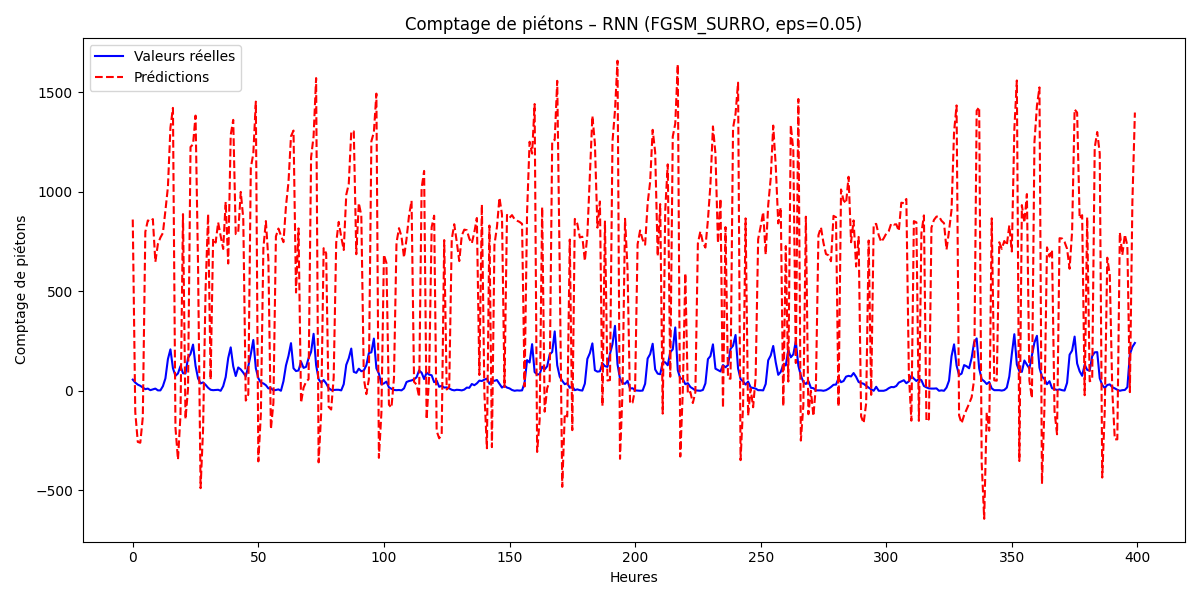 Comptage de piétons – RNN (FGSM_SURRO, eps=0.05)
Valeurs réelles
Prédictions
Comptage de piétons
1500
1000
500
0
−500
0 50 100 150 200 250 300 350 400
Heures